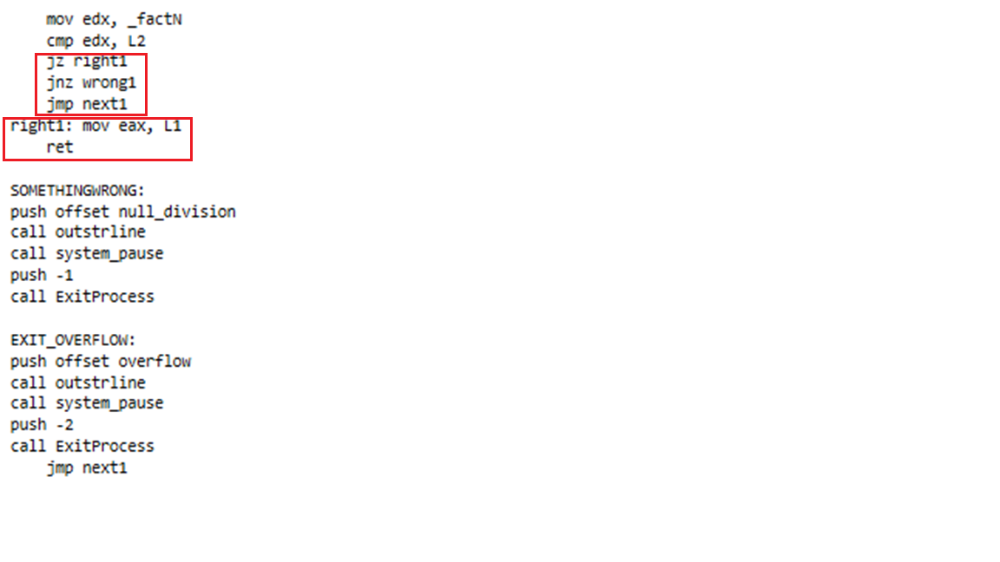 mov edx, _factN
cmp edx, L2
jz right1
jnz wrong1
jmp next1
right1: mov eax, L1
ret
SOMETHINGWRONG:
push offset null_division
call outstrline
call system_pause
push -1
call ExitProcess
EXIT_OVERFLOW:
push offset overflow
call outstrline
call system_pause
push -2
call ExitProcess
jmp next1